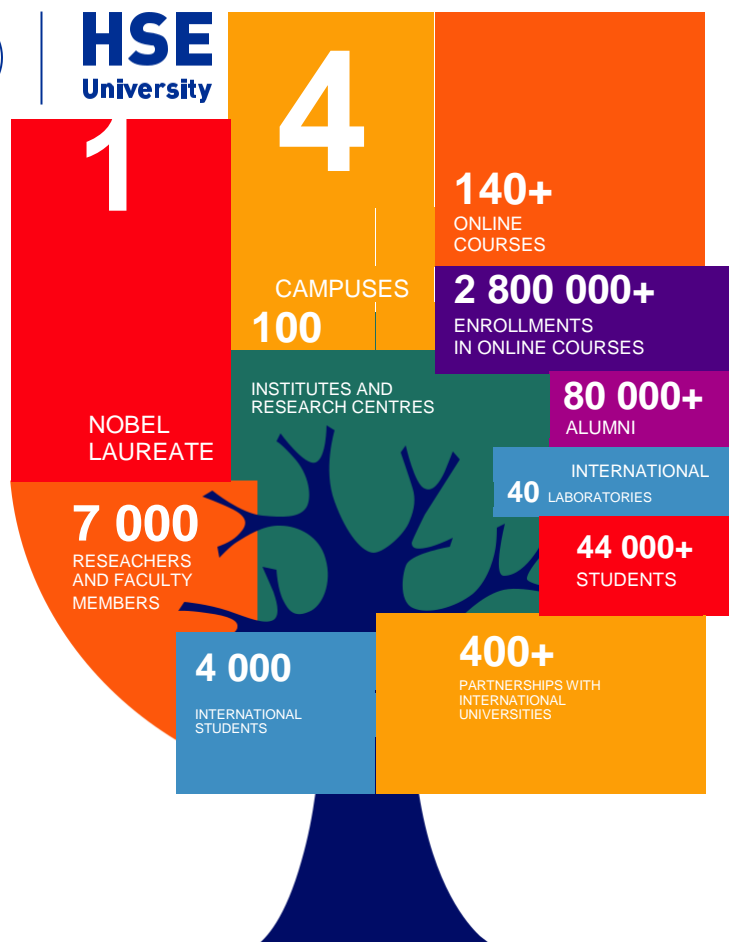 HSE
University
1
NOBEL
LAUREATE
4
CAMPUSES
140+
ONLINE
COURSES
2 800 000+
ENROLLMENTS
IN ONLINE COURSES
100
INSTITUTES AND
RESEARCH CENTRES
80 000+
ALUMNI
INTERNATIONAL
40 LABORATORIES
7 000
RESEACHERS
AND FACULTY
MEMBERS
44 000+
STUDENTS
4 000
INTERNATIONAL
STUDENTS
400+
PARTNERSHIPS WITH
INTERNATIONAL
UNIVERSITIES